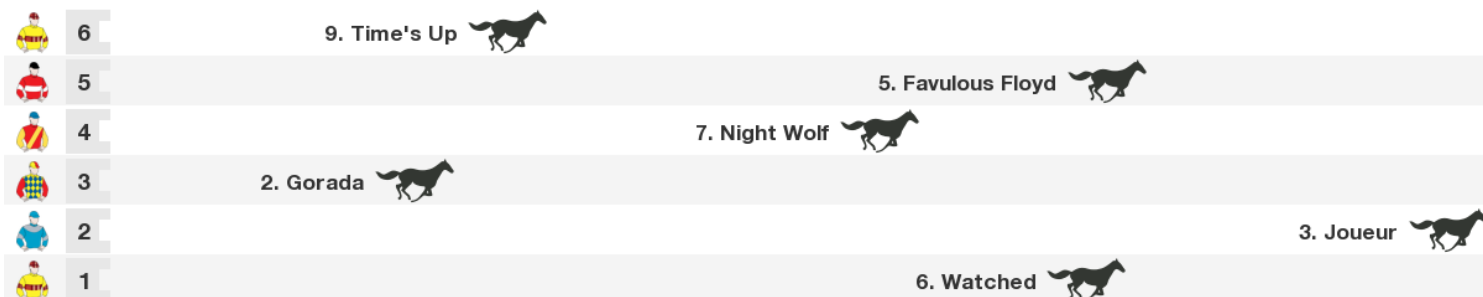 6 9. Time's Up
5 5. Favulous Floyd
4 7. Night Wolf
3 2. Gorada
2 3. Joueur
1 6. Watched